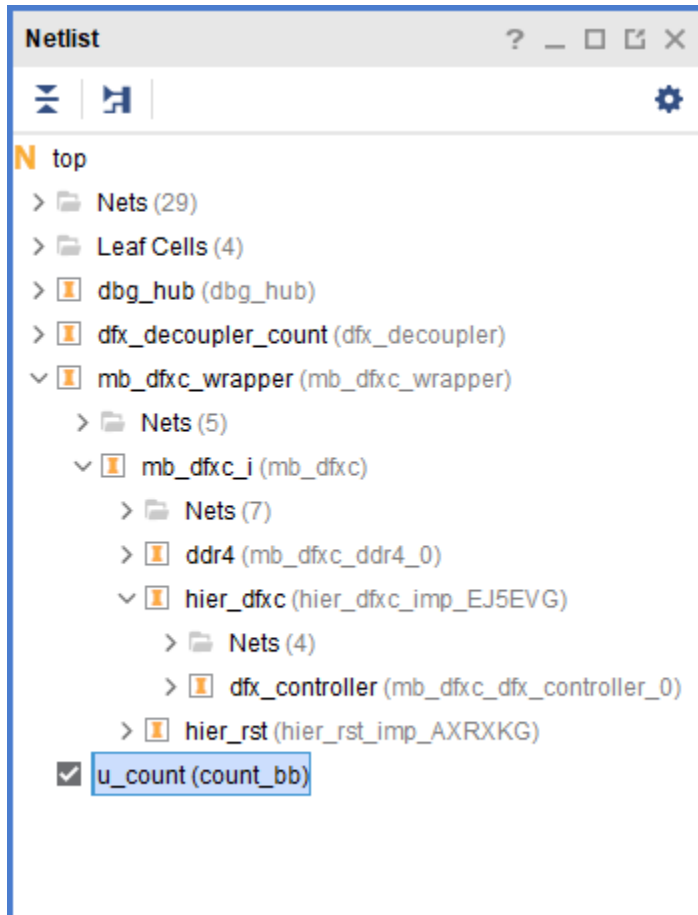 Netlist
N top
Nets (29)
Leaf Cells (4)
dbg_hub (dbg_hub)
dfx_decoupler_count (dfx_decoupler)
mb_dfxc_wrapper (mb_dfxc_wrapper)
Nets (5)
mb_dfxc_i (mb_dfxc)
Nets (7)
ddr4 (mb_dfxc_ddr4_0)
hier_dfxc (hier_dfxc_imp_EJ5EVG)
Nets (4)
dfx_controller (mb_dfxc_dfx_controller_0)
hier_rst (hier_rst_imp_AXRXKG)
u_count (count_bb)